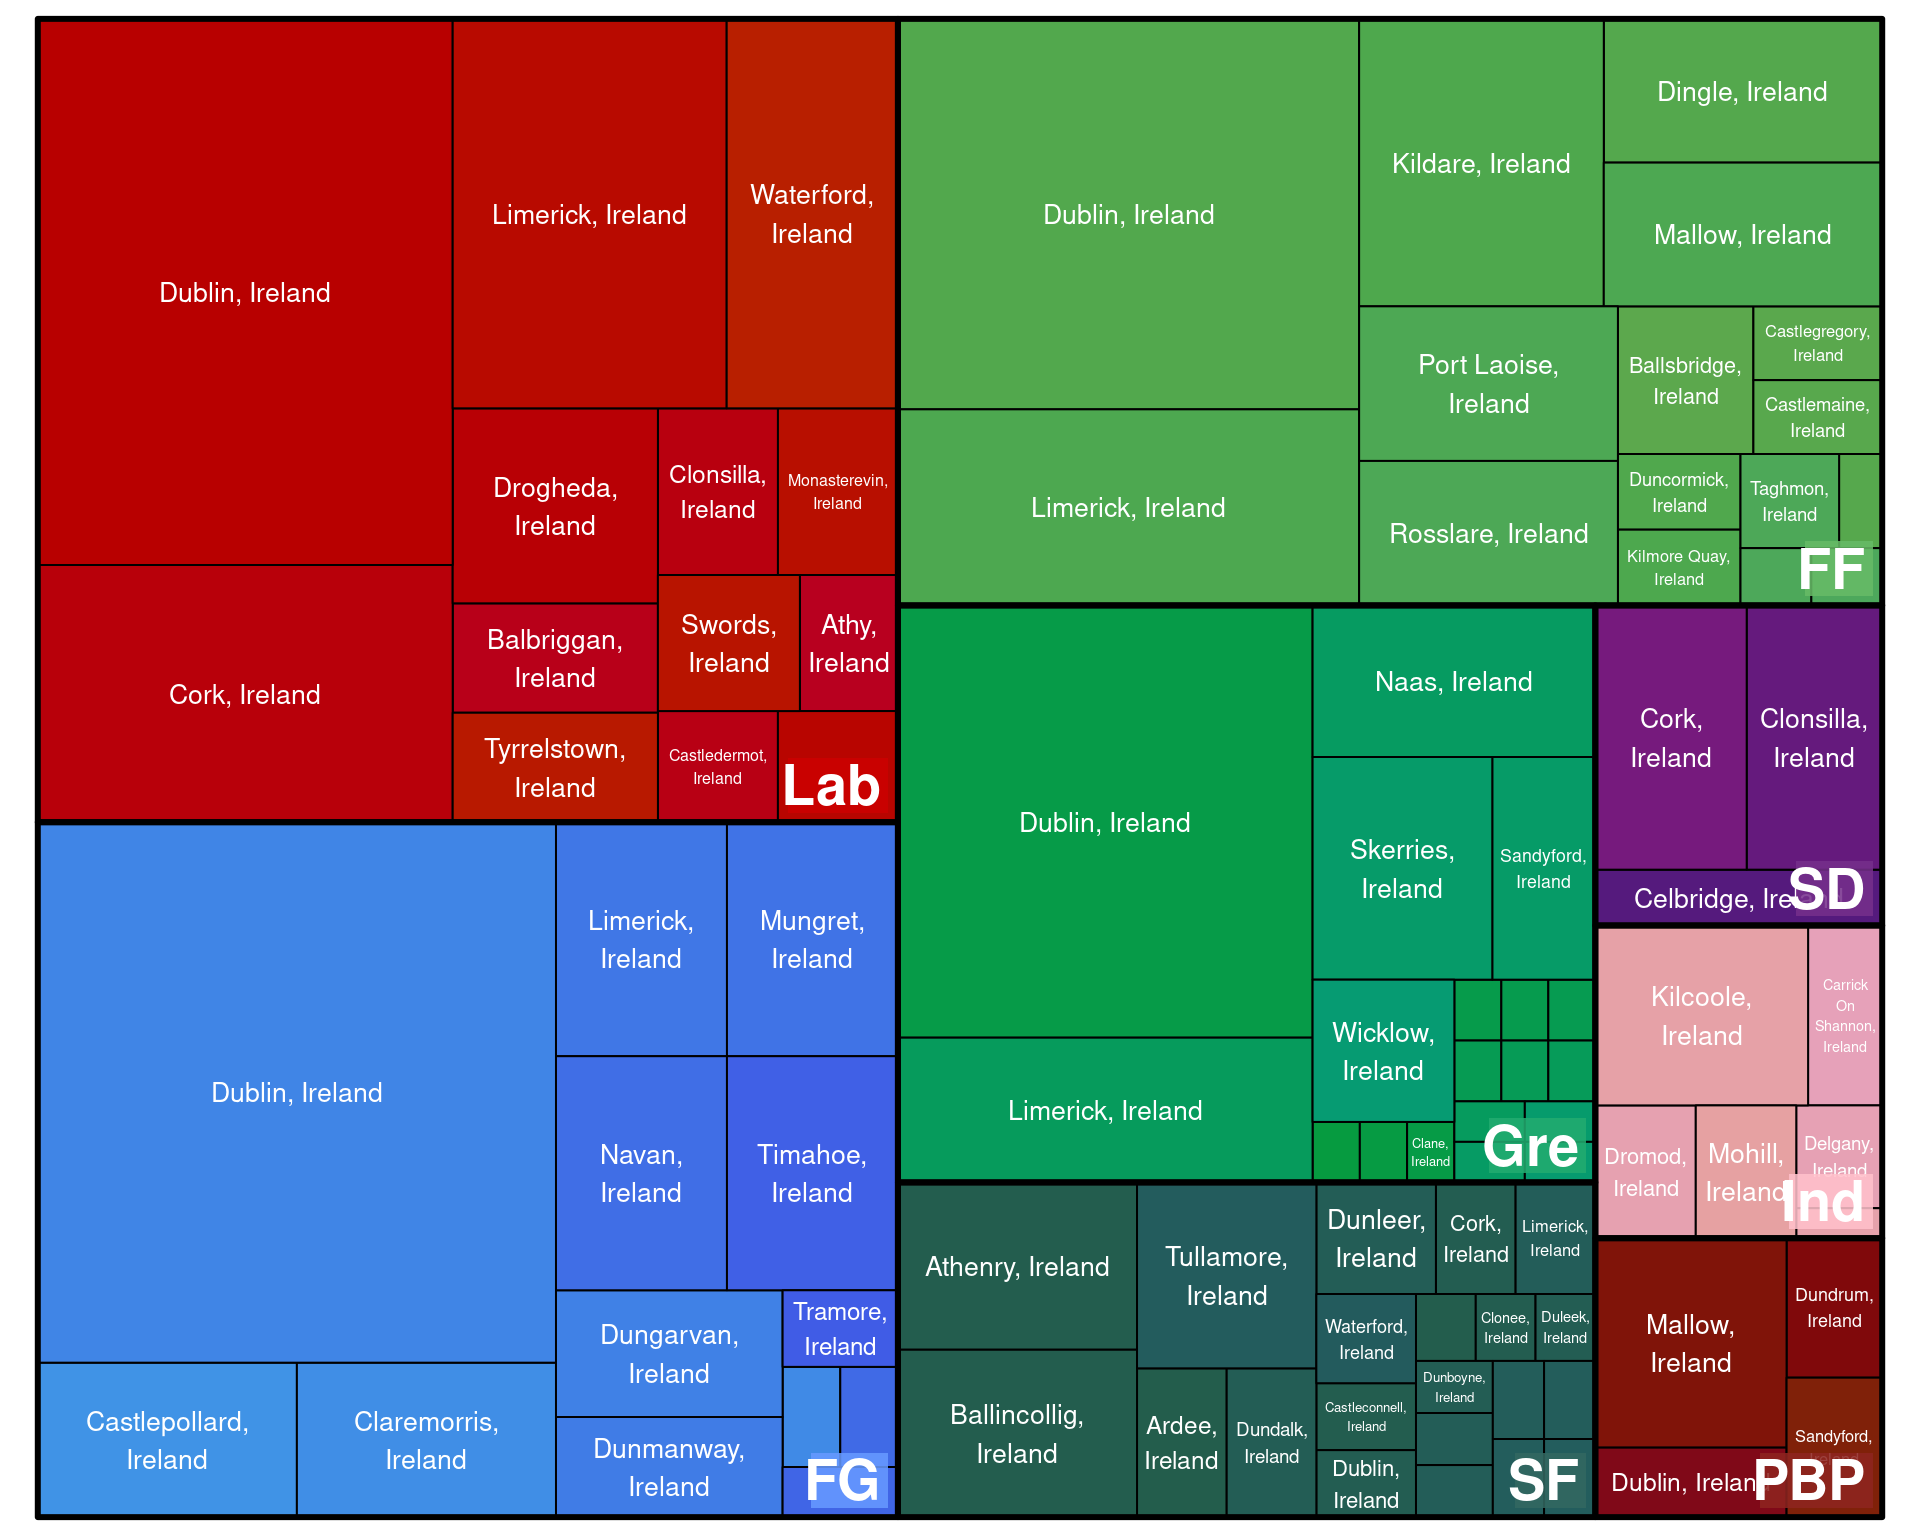 Dublin, Ireland
Limerick, Ireland
Waterford,
Ireland
Cork, Ireland
Drogheda,
Ireland
Clonsilla,
Ireland
Monasterevin,
Ireland
Balbriggan,
Ireland
Swords,
Ireland
Athy,
Ireland
Tyrrelstown,
Ireland
Castledermot,
Ireland
Lab
Dublin, Ireland
Limerick, Ireland
Kildare, Ireland
Dingle, Ireland
Mallow, Ireland
Port Laoise,
Ireland
Rosslare, Ireland
Ballsbridge,
Ireland
Castlegregory,
Ireland
Castlemaine,
Ireland
Duncormick,
Ireland
Taghmon,
Ireland
Kilmore Quay,
Ireland
FF
Dublin, Ireland
Limerick,
Ireland
Mungret,
Ireland
Navan,
Ireland
Timahoe,
Ireland
Castlepollard,
Ireland
Claremorris,
Ireland
Dungarvan,
Ireland
Dunmanway,
Ireland
Tramore,
Ireland
FG
Dublin, Ireland
Limerick, Ireland
Naas, Ireland
Skerries,
Ireland
Sandyford,
Ireland
Wicklow,
Ireland
Clane,
Ireland
Gre
Cork,
Ireland
Clonsilla,
Ireland
Celbridge, Ireland
SD
Kilcoole,
Ireland
Carrick
On
Shannon,
Ireland
Dromod,
Ireland
Mohill,
Ireland
Delgany,
Ireland
Ind
Athenry, Ireland
Ballincollig,
Ireland
Tullamore,
Ireland
Ardee,
Ireland
Dundalk,
Ireland
Dunleer,
Ireland
Cork,
Ireland
Limerick,
Ireland
Waterford,
Ireland
Clonee,
Ireland
Duleek,
Ireland
Castleconnell,
Ireland
Dunboyne,
Ireland
Dublin,
Ireland
SF
Mallow,
Ireland
Dundrum,
Ireland
Sandyford,
Ireland
Dublin, Ireland
PBP